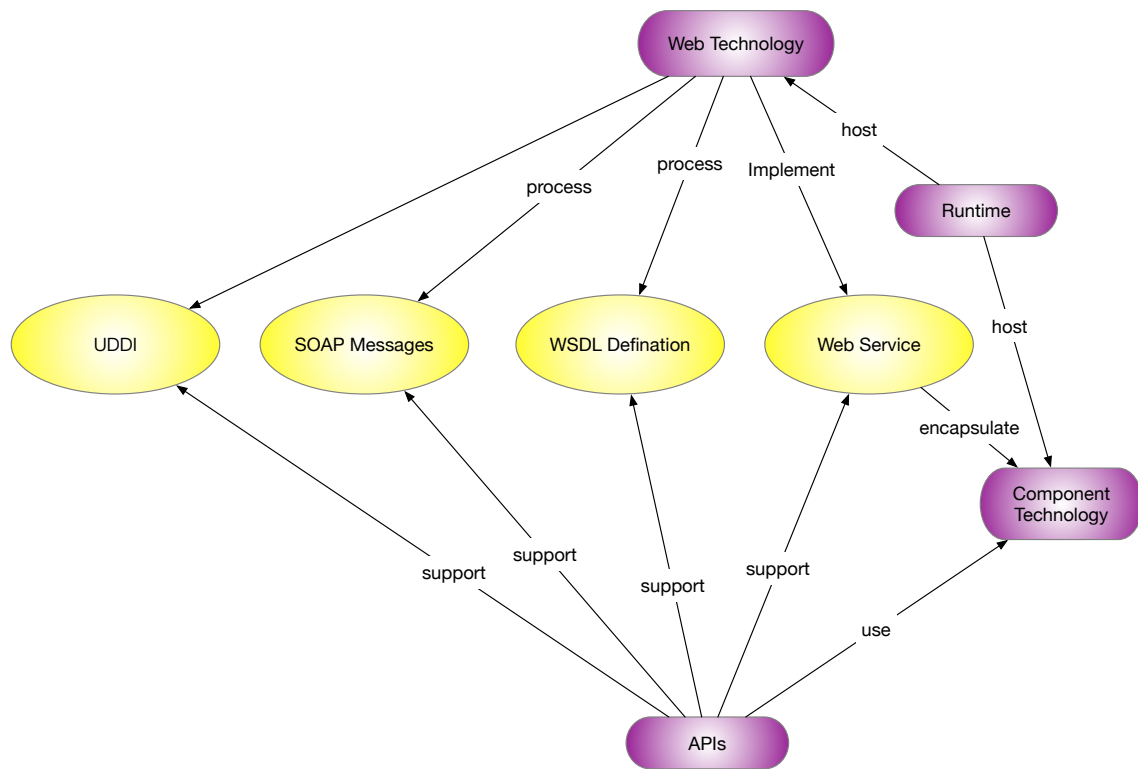 Web Technology
host
process
process
Implement
Runtime
host
UDDI
SOAP Messages
WSDL Defination
Web Service
encapsulate
Component
Technology
support
support
support
support
use
APIs